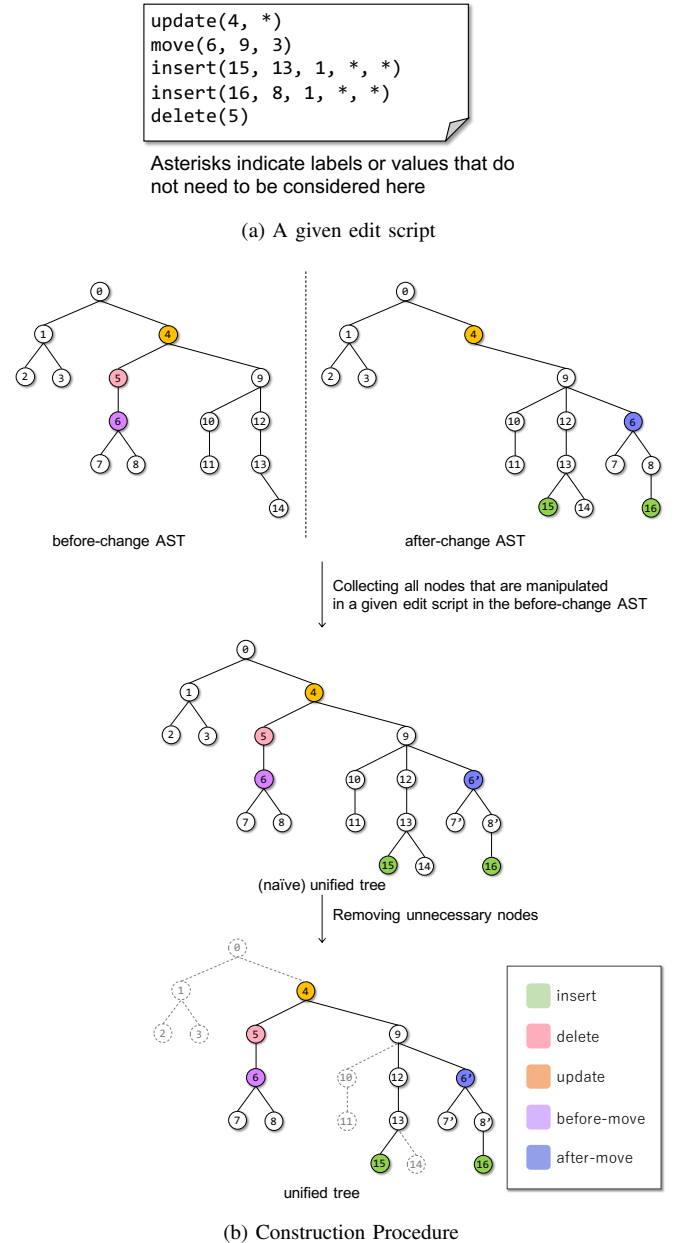 update(4, *)
move(6, 9, 3)
insert(15, 13, 1, *, *)
insert(16, 8, 1, *, *)
delete(5)
Asterisks indicate labels or values that do
not need to be considered here
(a) A given edit script
0
1 4
2 3 5 9
6 10 12
7 8 11 13
14
before-change AST
0
1 4
2 3 9
10 12 6
11 13 7 8
15 14 16
after-change AST
Collecting all nodes that are manipulated
in a given edit script in the before-change AST
0
1 4
2 3 5 9
6 10 12 6’
7 8 11 13 7’ 8’
15 14 16
(naïve) unified tree
Removing unnecessary nodes
0
1 4
2 3 5 9
6 10 12 6’
7 8 11 13 7’ 8’
15 14 16
unified tree
insert
delete
update
before-move
after-move
(b) Construction Procedure